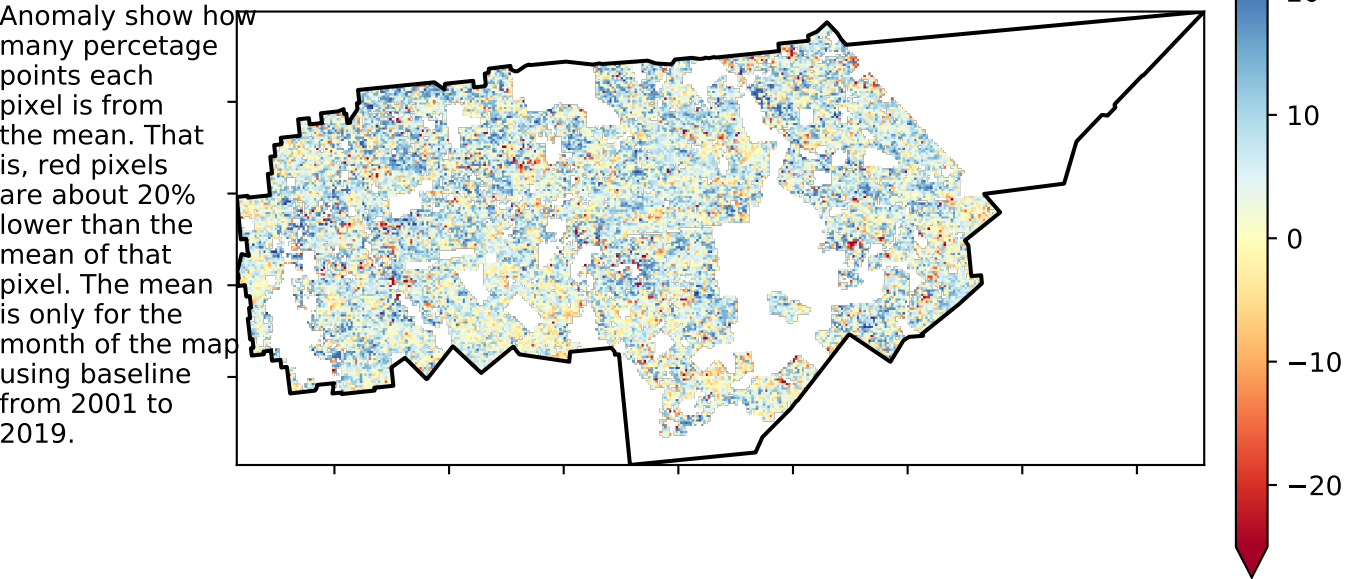 Anomaly show how
many percetage
points each
pixel is from
the mean. That
is, red pixels
are about 20%
lower than the
mean of that
pixel. The mean
is only for the
month of the map
using baseline
from 2001 to
2019.
10
0
−10
−20